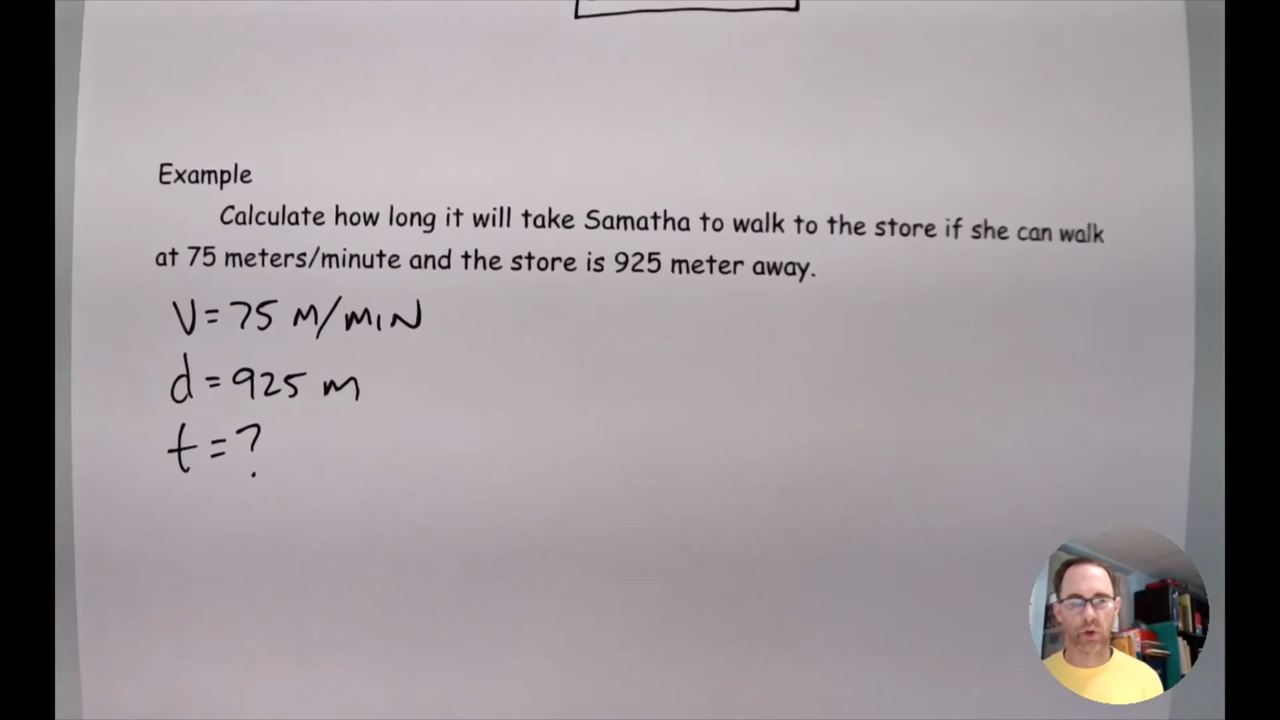 Example
Calculate how long it will take Samatha to walk to the store if she can walk
at 75 meters/minute and the store is 925 meter away.
V=75 M/MIN
d=925 m
t=?